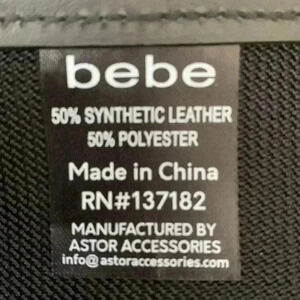 bebe
50% SYNTHETIC LEATHER
50% POLYESTER
Made in China
RN#137182
MANUFACTURED BY
ASTOR ACCESSORIES
info@astoraccessories.com